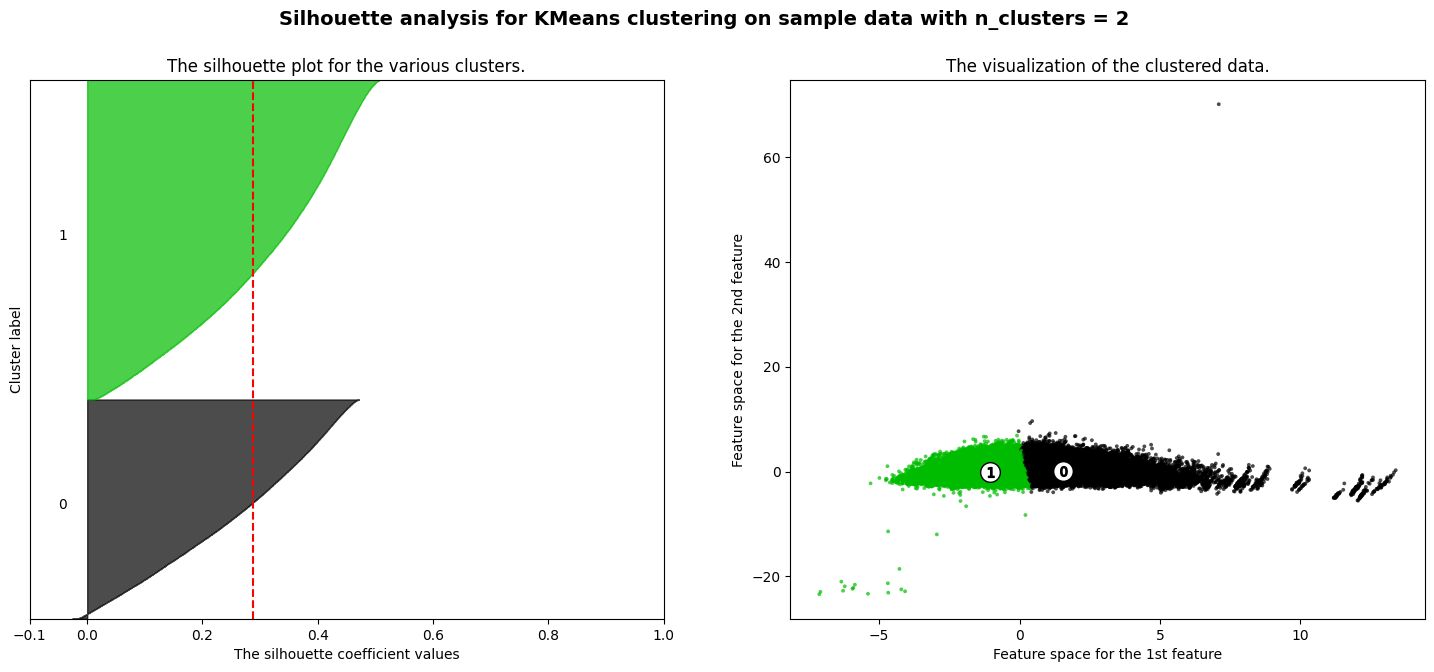 Silhouette analysis for KMeans clustering on sample data with n_clusters = 2
The silhouette plot for the various clusters.
1
0
Cluster label
−0.1 0.0 0.2 0.4 0.6 0.8 1.0
The silhouette coefficient values
The visualization of the clustered data.
60
40
20
0
−20
Feature space for the 2nd feature
1 0
−5 0 5 10
Feature space for the 1st feature